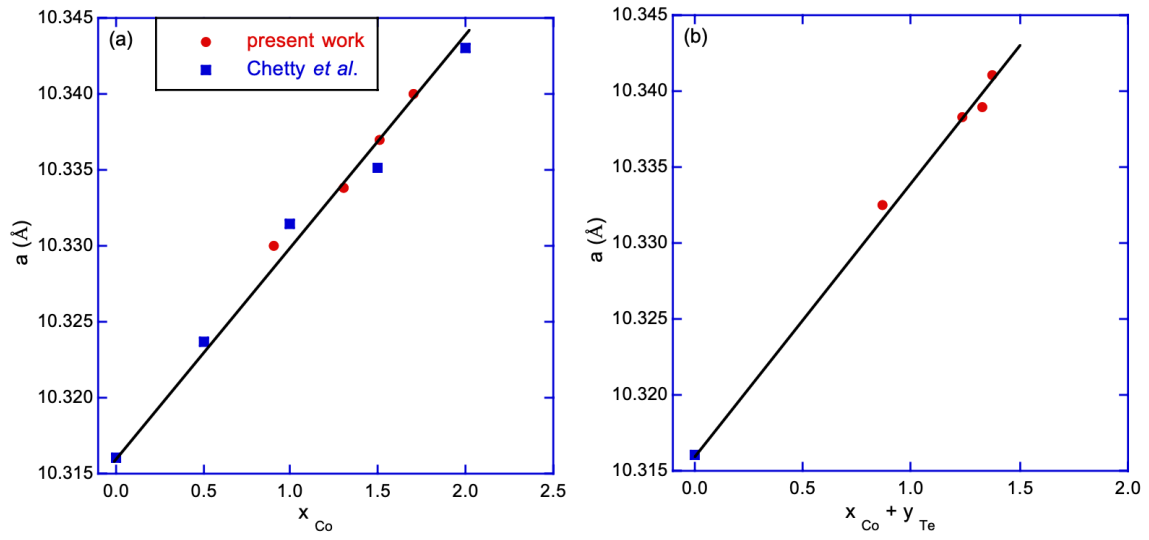 (a)
present work
Chetty et al.
10.345
10.340
10.335
10.330
10.325
10.320
10.315
a (Å)
0.0 0.5 1.0 1.5 2.0 2.5
x Co
(b)
10.345
10.340
10.335
10.330
10.325
10.320
10.315
a (Å)
0.0 0.5 1.0 1.5 2.0
x Co + y Te